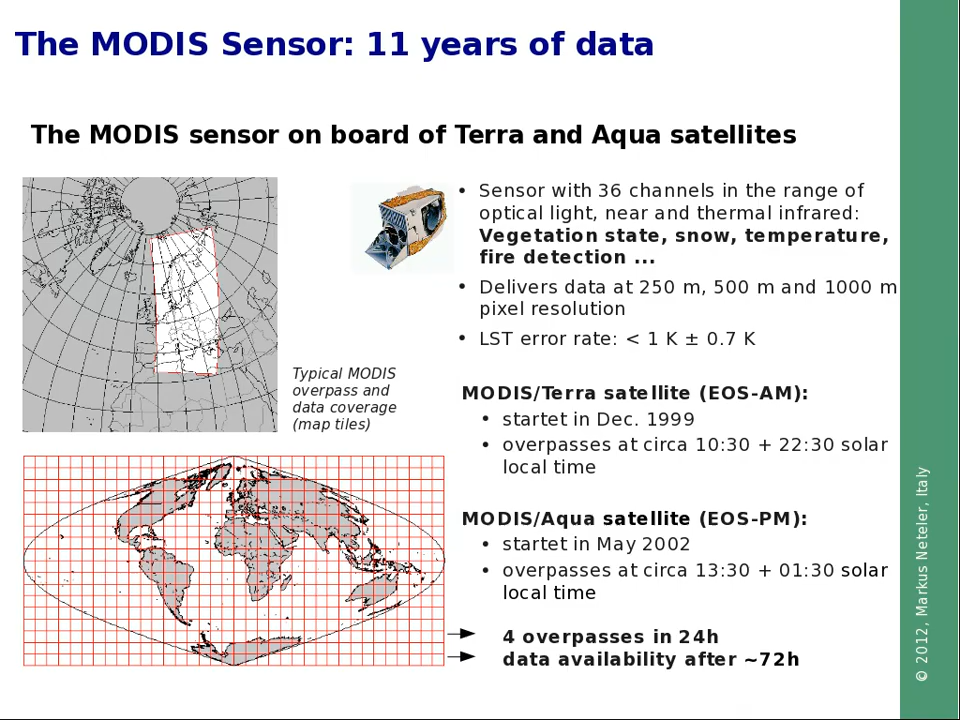 The MODIS Sensor: 11 years of data
The MODIS sensor on board of Terra and Aqua satellites
• Sensor with 36 channels in the range of
optical light, near and thermal infrared:
Vegetation state, snow, temperature,
fire detection ...
• Delivers data at 250 m, 500 m and 1000 m
pixel resolution
• LST error rate: < 1 K ± 0.7 K
Typical MODIS
overpass and
data coverage
(map tiles)
MODIS/Terra satellite (EOS-AM):
• startet in Dec. 1999
• overpasses at circa 10:30 + 22:30 solar
local time
MODIS/Aqua satellite (EOS-PM):
• startet in May 2002
• overpasses at circa 13:30 + 01:30 solar
local time
4 overpasses in 24h
data availability after ~72h
© 2012, Markus Neteler, Italy